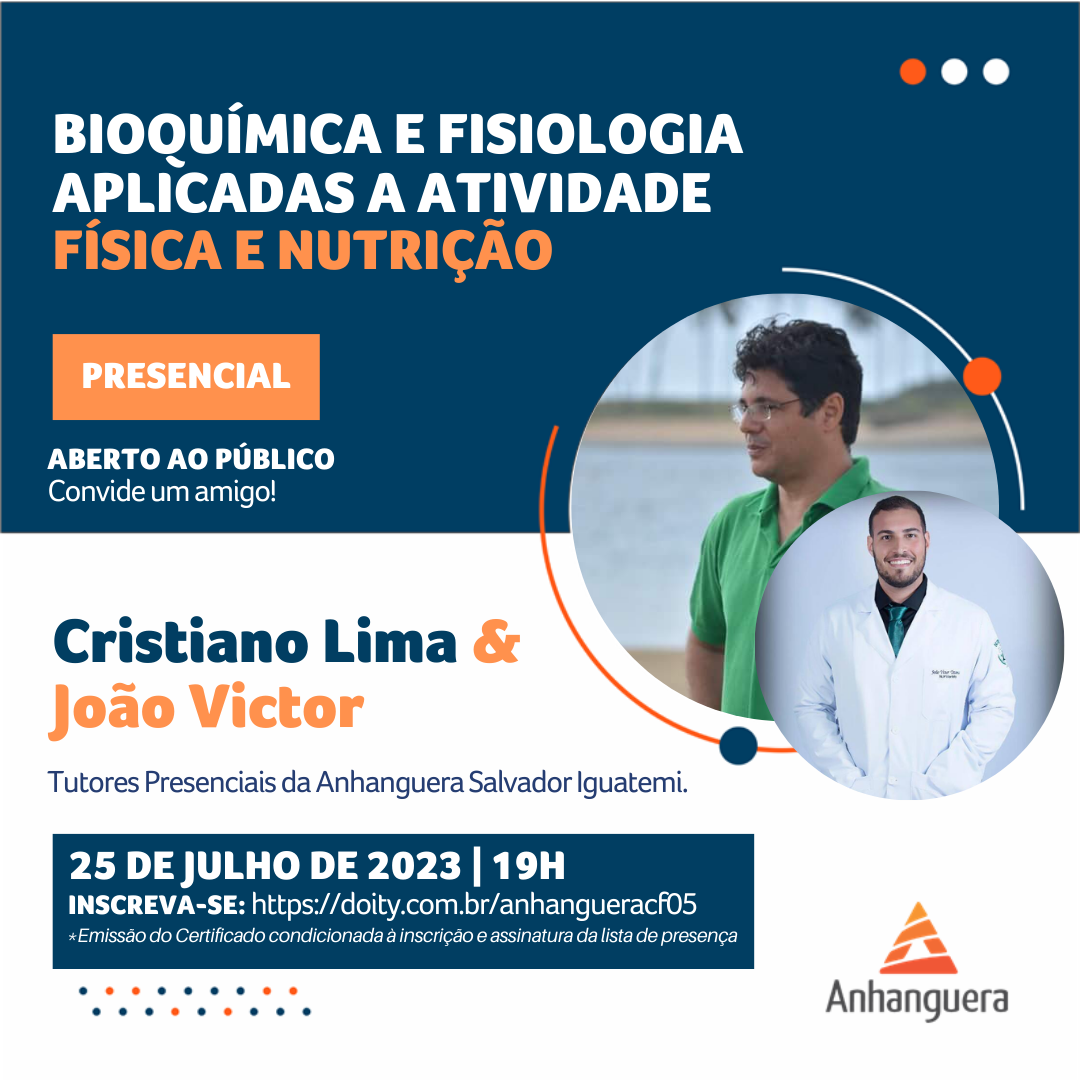 BIOQUÍMICA E FISIOLOGIA
APLICADAS A ATIVIDADE
FÍSICA E NUTRIÇÃO
PRESENCIAL
ABERTO AO PÚBLICO
Convide um amigo!
Cristiano Lima &
João Victor
Tutores Presenciais da Anhanguera Salvador Iguatemi.
25 DE JULHO DE 2023 | 19H
INSCREVA-SE: https://doity.com.br/anhangueracf05
*Emissão do Certificado condicionada à inscrição e assinatura da lista de presença
Anhanguera